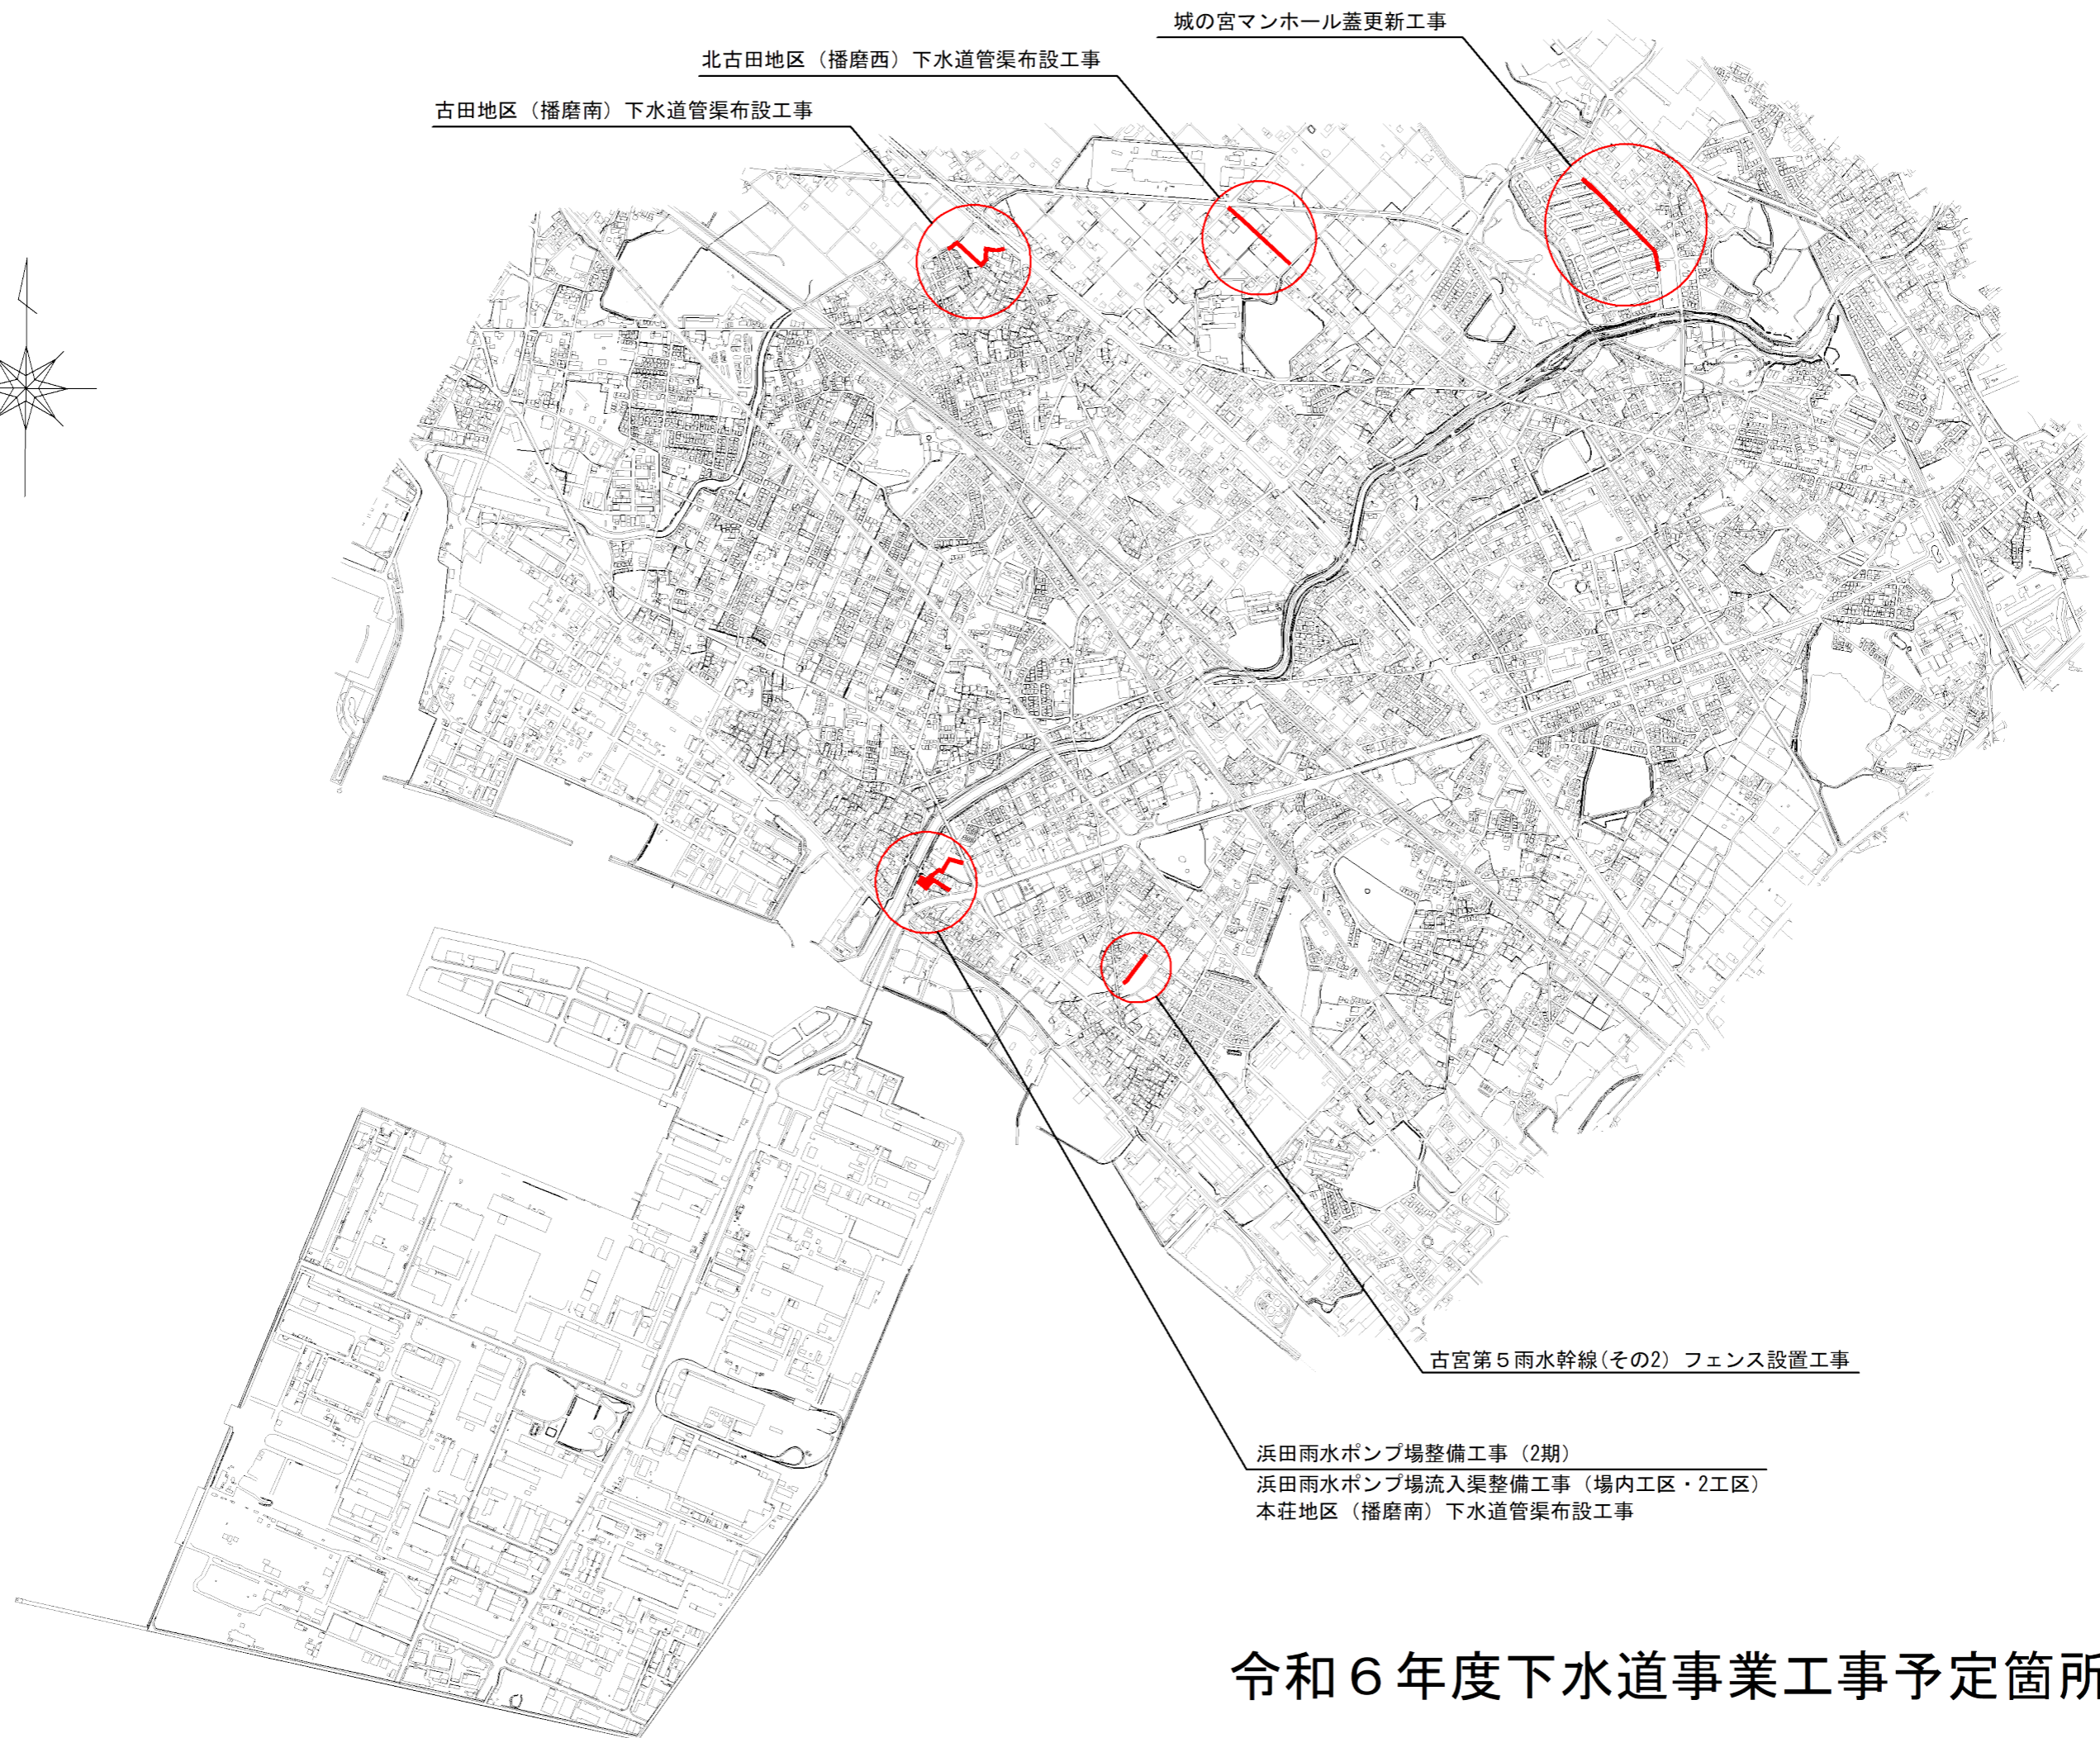 城の宮マンホール蓋更新工事
北古田地区（播磨西）下水道管渠布設工事
古田地区（播磨南）下水道管渠布設工事
古宮第５雨水幹線(その2）フェンス設置工事
浜田雨水ポンプ場整備工事（2期）
浜田雨水ポンプ場流入渠整備工事（場内工区・2工区）
本荘地区（播磨南）下水道管渠布設工事
令和６年度下水道事業工事予定箇所